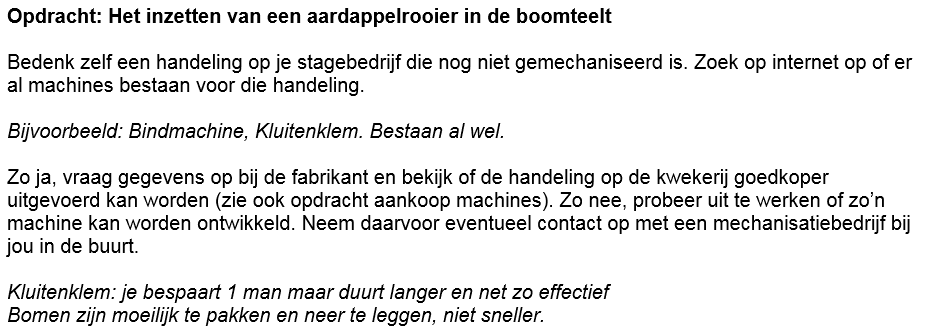 Opdracht: Het inzetten van een aardappelrooier in de boomteelt
Bedenk zelf een handeling op je stagebedrijf die nog niet gemechaniseerd is. Zoek op internet op of er
al machines bestaan voor die handeling.
Bijvoorbeeld: Bindmachine, Kluitenklem. Bestaan al wel.
Zo ja, vraag gegevens op bij de fabrikant en bekijk of de handeling op de kwekerij goedkoper
uitgevoerd kan worden (zie ook opdracht aankoop machines). Zo nee, probeer uit te werken of zo’n
machine kan worden ontwikkeld. Neem daarvoor eventueel contact op met een mechanisatiebedrijf bij
jou in de buurt.
Kluitenklem: je bespaart 1 man maar duurt langer en net zo effectief
Bomen zijn moeilijk te pakken en neer te leggen, niet sneller.